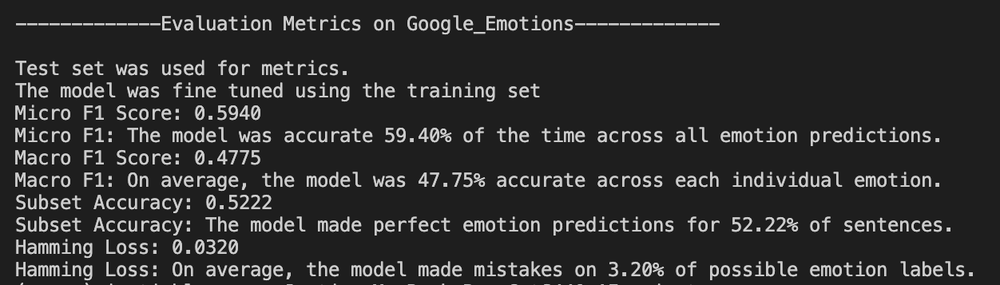 -------------Evaluation Metrics on Google_Emotions-------------
Test set was used for metrics.
The model was fine tuned using the training set
Micro F1 Score: 0.5940
Micro F1: The model was accurate 59.40% of the time across all emotion predictions.
Macro F1 Score: 0.4775
Macro F1: On average, the model was 47.75% accurate across each individual emotion.
Subset Accuracy: 0.5222
Subset Accuracy: The model made perfect emotion predictions for 52.22% of sentences.
Hamming Loss: 0.0320
Hamming Loss: On average, the model made mistakes on 3.20% of possible emotion labels.